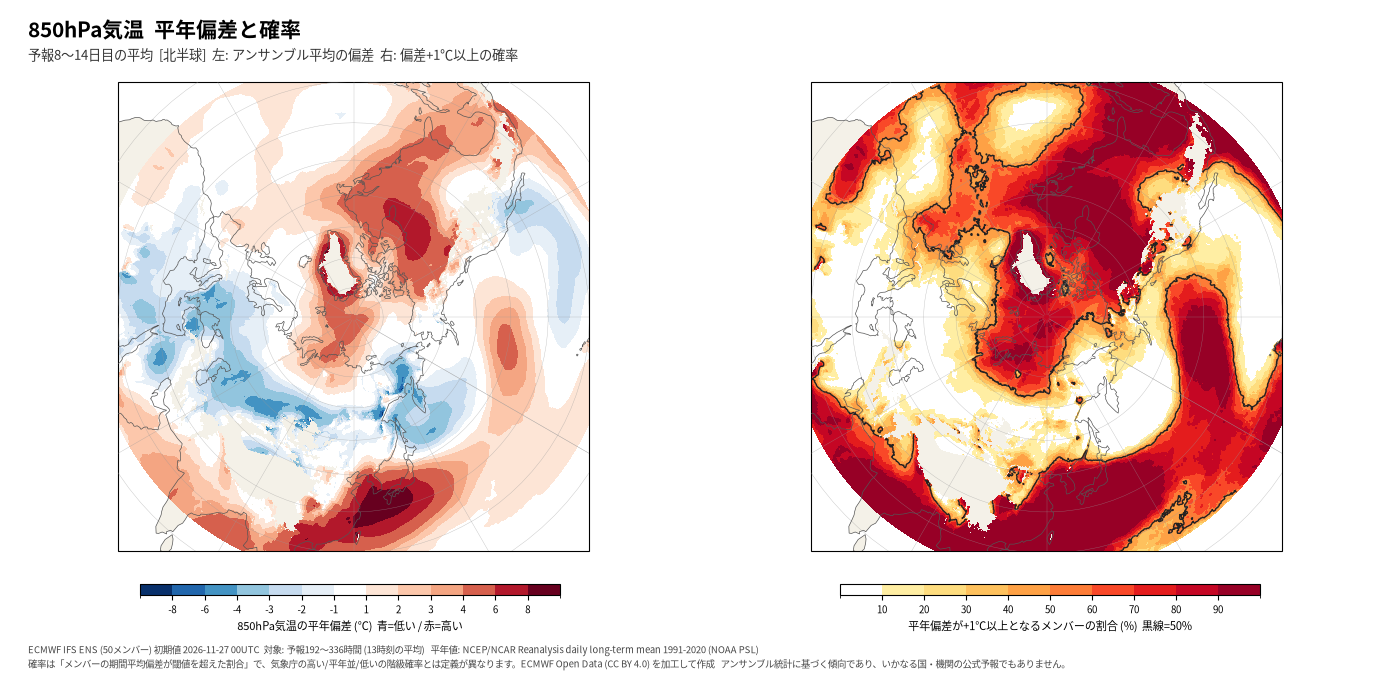 850hPa気温 平年偏差と確率
予報8～14日目の平均 [北半球] 左: アンサンブル平均の偏差 右: 偏差+1℃以上の確率
-8 -6 -4 -3 -2 -1 1 2 3 4 6 8
850hPa気温の平年偏差 (℃) 青=低い / 赤=高い
10 20 30 40 50 60 70 80 90
平年偏差が+1℃以上となるメンバーの割合 (%) 黒線=50%
ECMWF IFS ENS (50メンバー) 初期値 2026-11-27 00UTC 対象: 予報192～336時間 (13時刻の平均) 平年値: NCEP/NCAR Reanalysis daily long-term mean 1991-2020 (NOAA PSL)
確率は「メンバーの期間平均偏差が閾値を超えた割合」で、気象庁の高い/平年並/低いの階級確率とは定義が異なります。ECMWF Open Data (CC BY 4.0) を加工して作成 アンサンブル統計に基づく傾向であり、いかなる国・機関の公式予報でもありません。